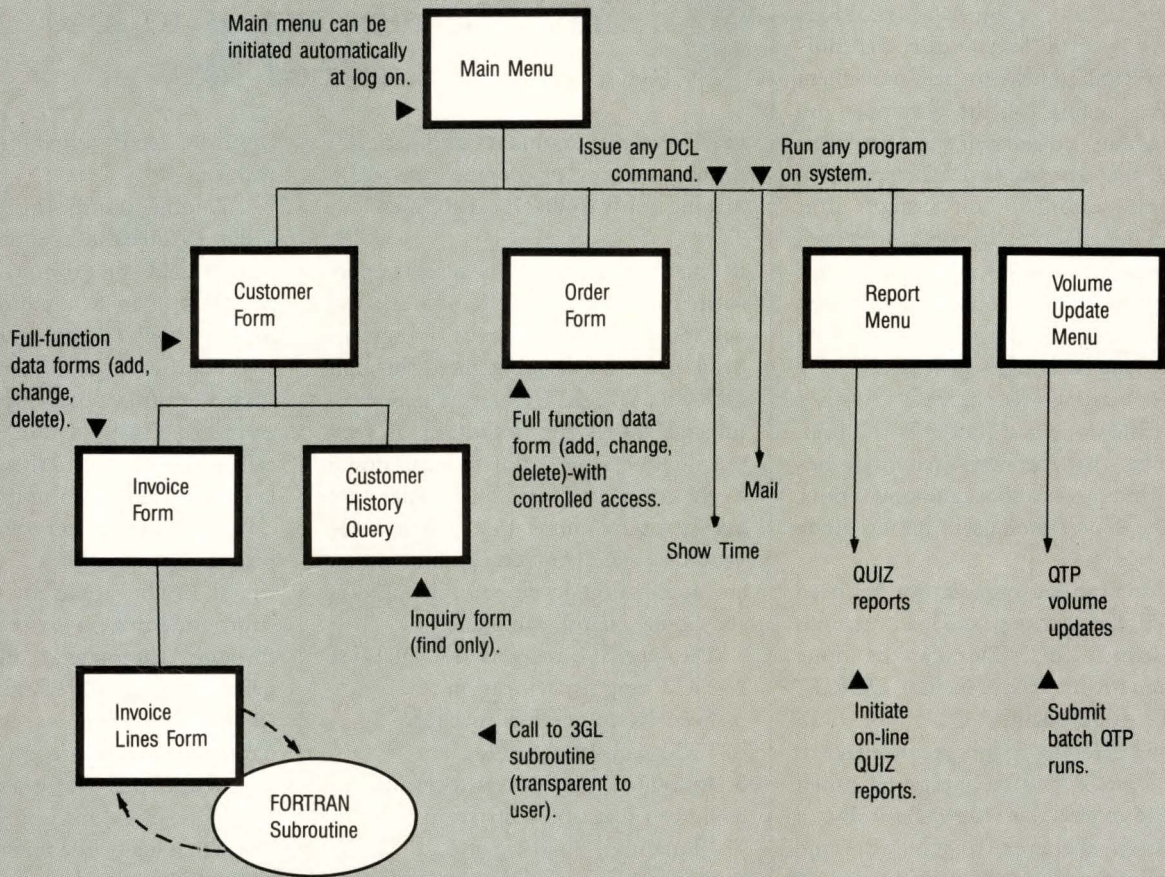 Main menu can be
initiated automatically
at log on.
Main Menu
Issue any DCL
command.
Run any program
on system.
Customer
Form
Order
Form
Report
Menu
Volume
Update
Menu
Full-function
data forms (add,
change,
delete).
Invoice
Form
Customer
History
Query
Full function data
form (add, change,
delete)-with
controlled access.
Mail
Show Time
QUIZ
reports
QTP
volume
updates
Inquiry form
(find only).
Invoice
Lines Form
Call to 3GL
subroutine
(transparent to
user).
Initiate
on-line
QUIZ
reports.
Submit
batch QTP
runs.
FORTRAN
Subroutine